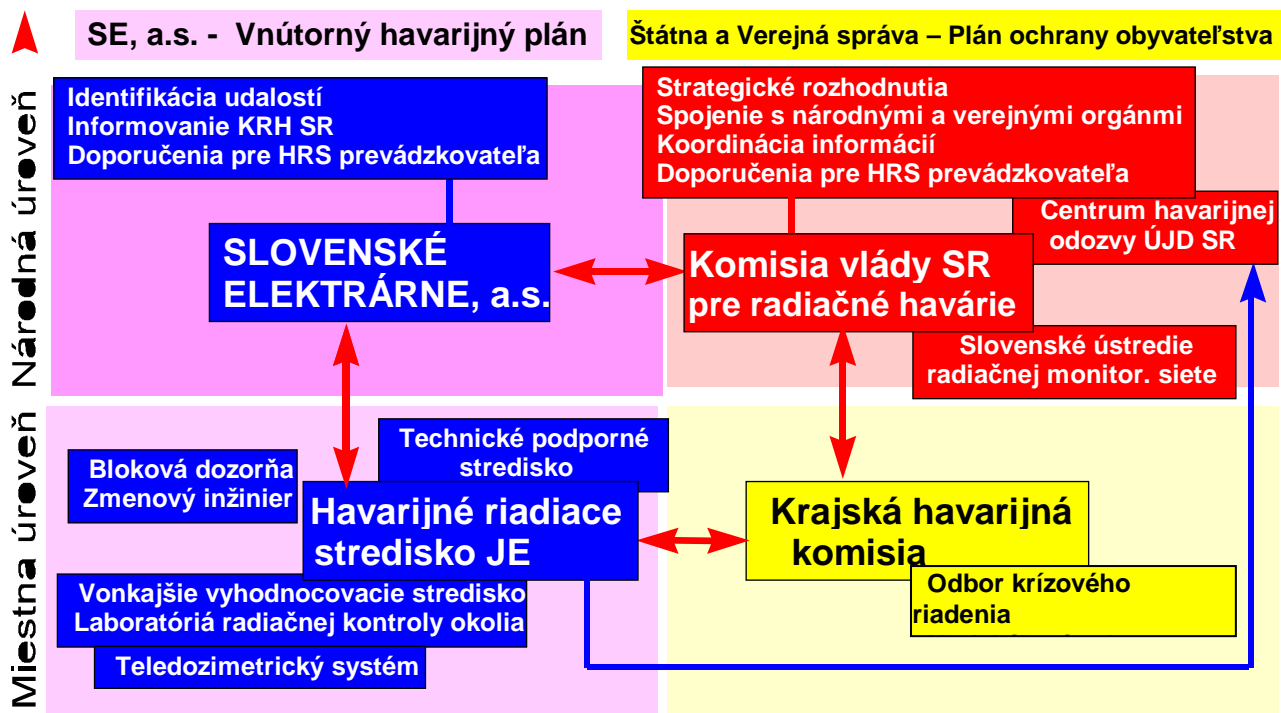 SE, a.s. - Vnútorný havarijný plán
Štátna a Verejná správa – Plán ochrany obyvateľstva
Národná úroveň
Identifikácia udalostí
Informovanie KRH SR
Doporučenia pre HRS prevádzkovateľa
Strategické rozhodnutia
Spojenie s národnými a verejnými orgánmi
Koordinácia informácií
Doporučenia pre HRS prevádzkovateľa
Centrum havarijnej
odozvy ÚJD SR
SLOVENSKÉ
ELEKTRÁRNE, a.s.
Komisia vlády SR
pre radiačné havárie
Slovenské ústredie
radiačnej monitor. siete
Miestna úroveň
Technické podporné
stredisko
Bloková dozorňa
Zmenový inžinier
Havarijné riadiace
stredisko JE
Krajská havarijná
komisia
Vonkajšie vyhodnocovacie stredisko
Laboratóriá radiačnej kontroly okolia
Teledozimetrický systém
Odbor krízového
riadenia